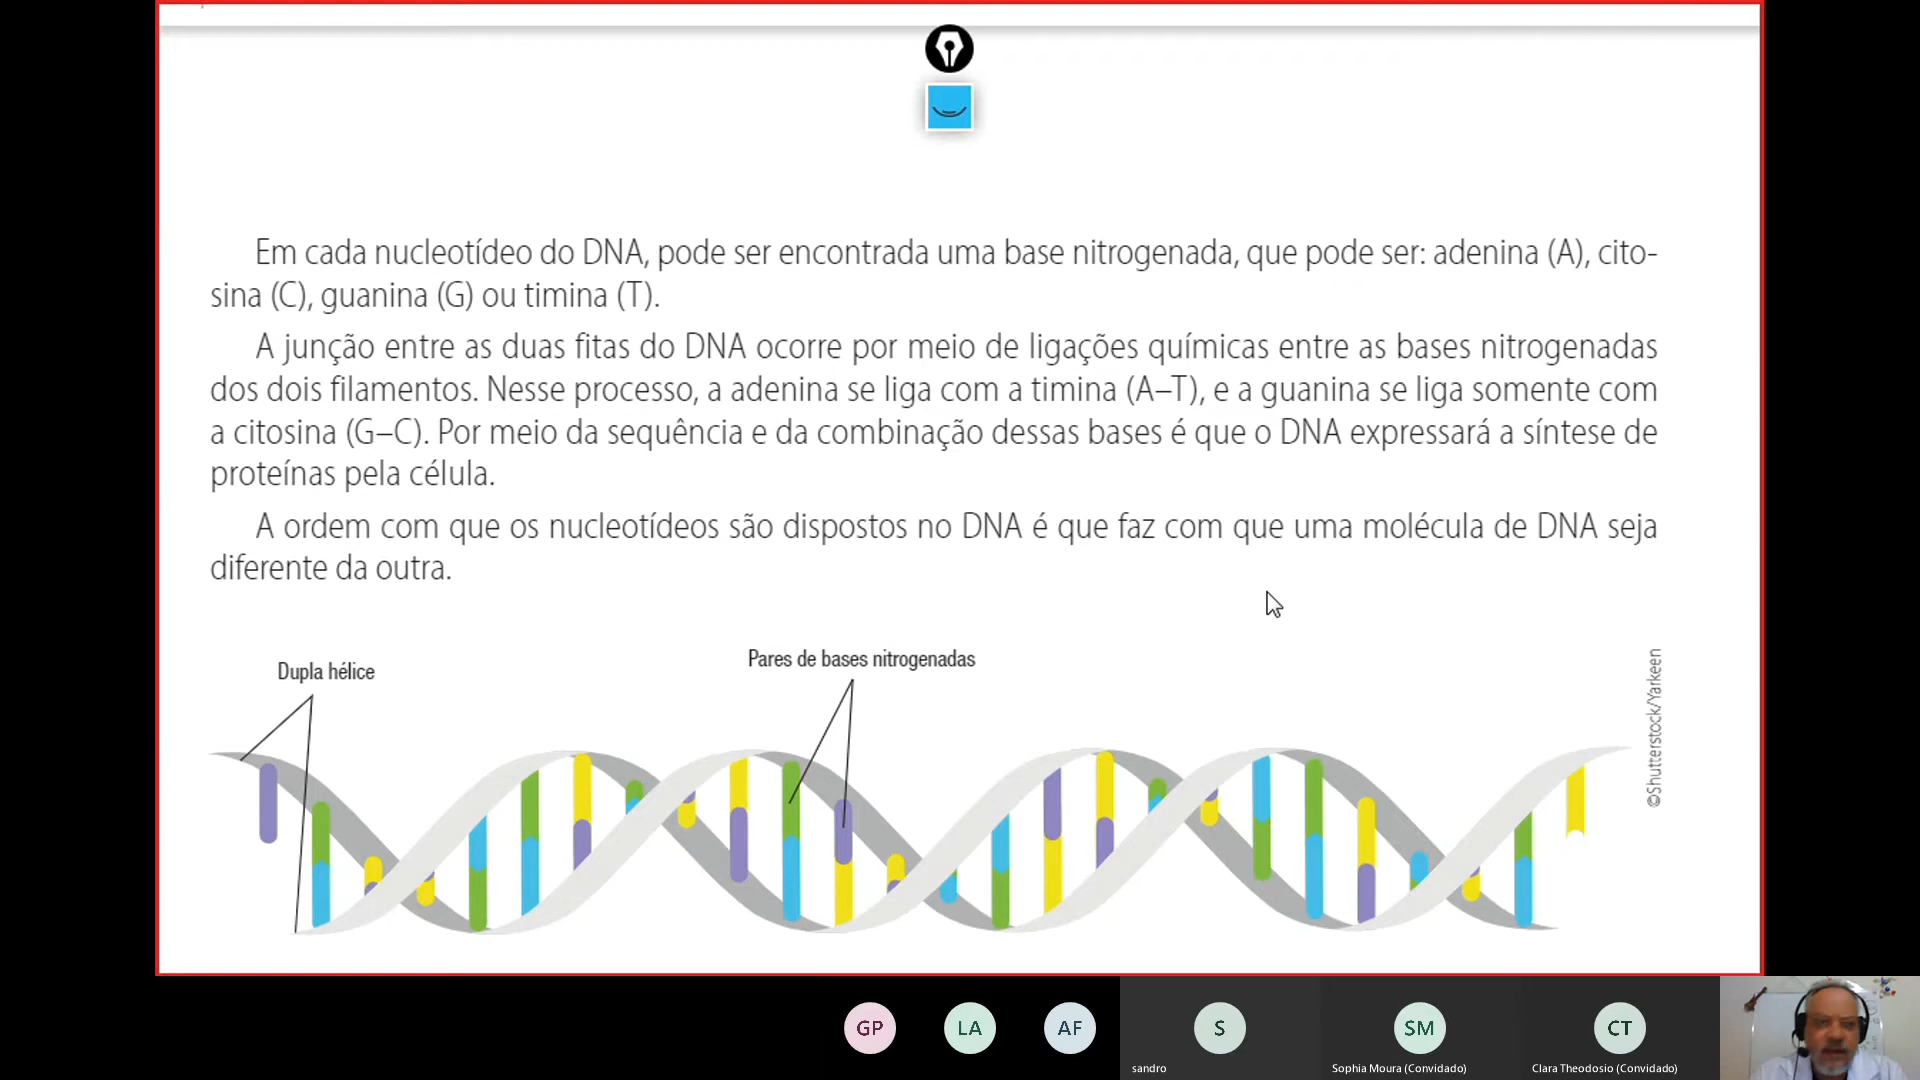 Em cada nucleotídeo do DNA, pode ser encontrada uma base nitrogenada, que pode ser: adenina (A), cito-
sina (C), guanina (G) ou timina (T).
A junção entre as duas fitas do DNA ocorre por meio de ligações químicas entre as bases nitrogenadas
dos dois filamentos. Nesse processo, a adenina se liga com a timina (A–T), e a guanina se liga somente com
a citosina (G–C). Por meio da sequência e da combinação dessas bases é que o DNA expressará a síntese de
proteínas pela célula.
A ordem com que os nucleotídeos são dispostos no DNA é que faz com que uma molécula de DNA seja
diferente da outra.
Dupla hélice
Pares de bases nitrogenadas
©Shutterstock/Yarkeen
GP
LA
AF
S
SM
CT
sandro
Sophia Moura (Convidado)
Clara Theodosio (Convidado)